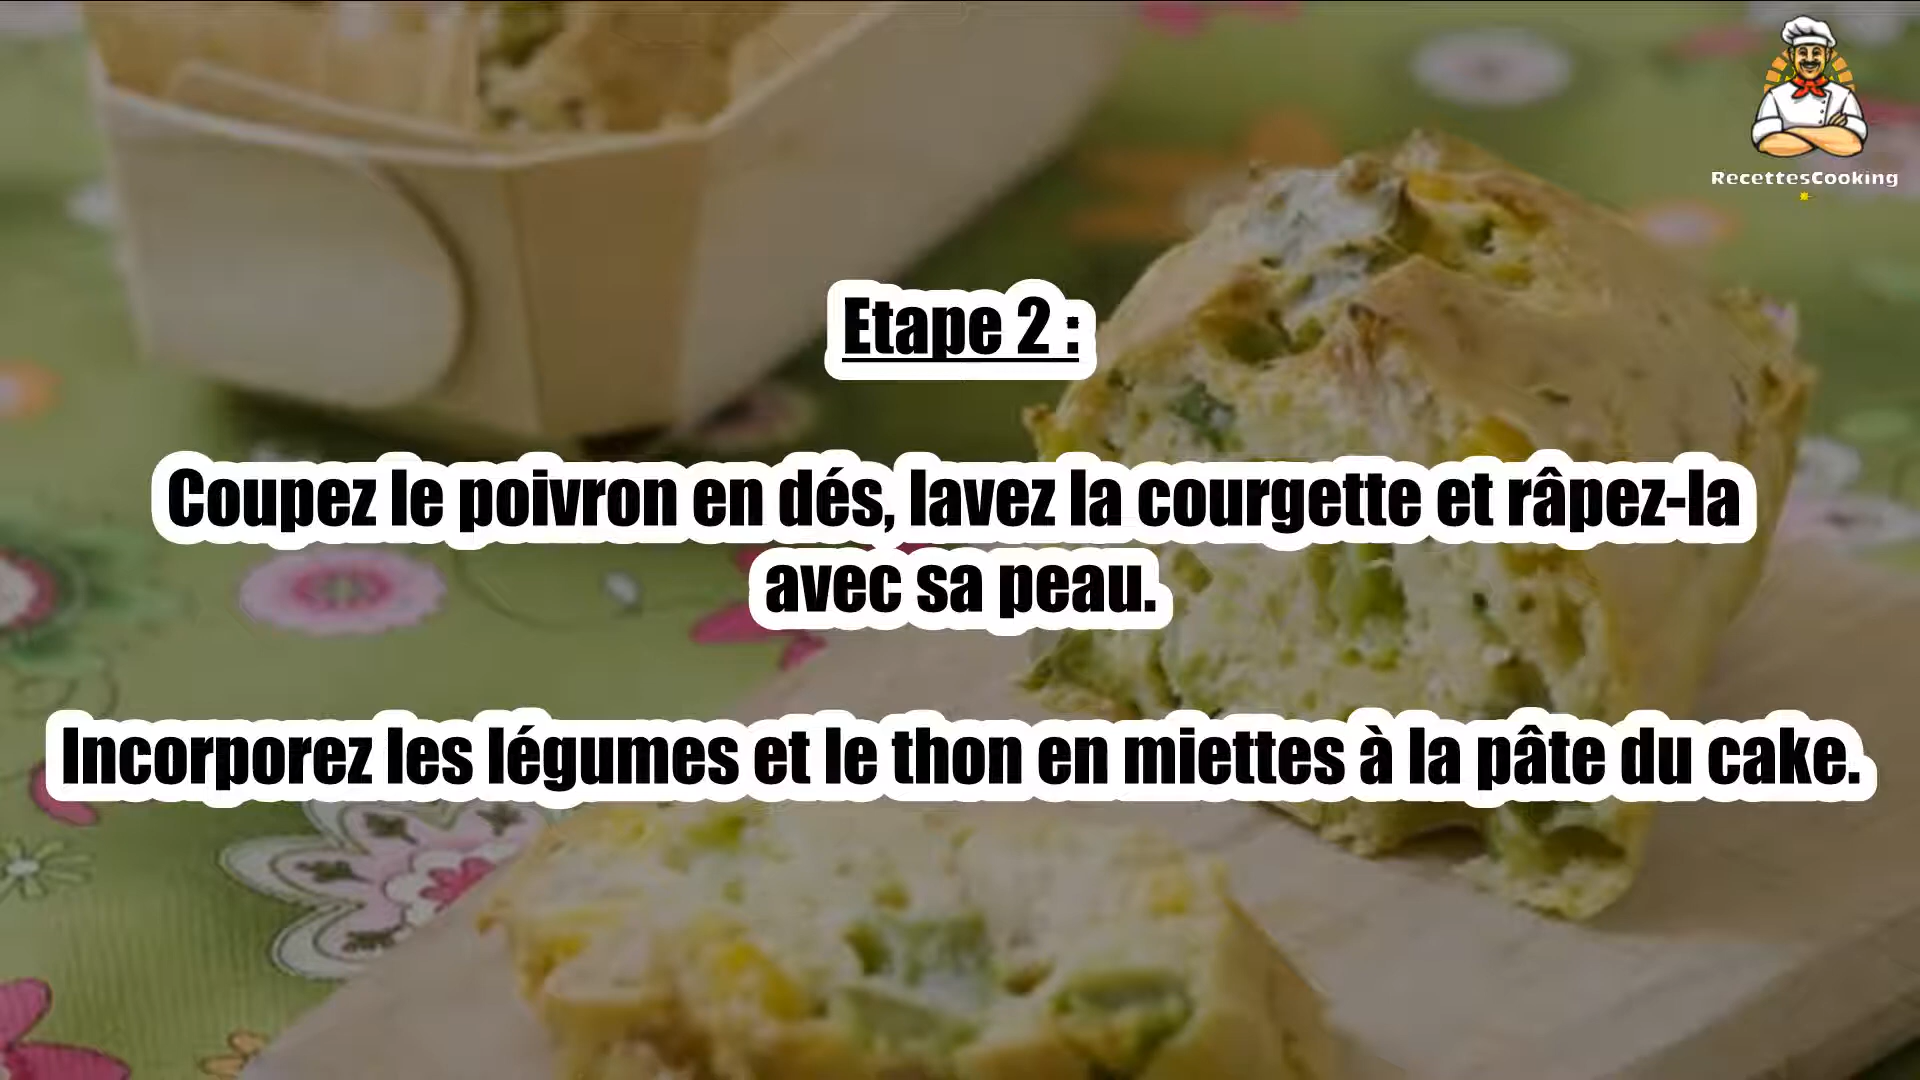 RecettesCooking
Etape 2 :
Coupez le poivron en dés, lavez la courgette et râpez-la
avec sa peau.
Incorporez les légumes et le thon en miettes à la pâte du cake.